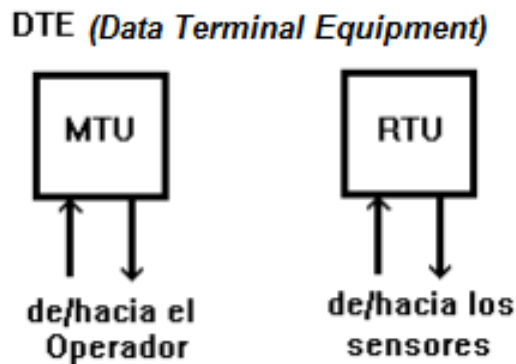 DTE (Data Terminal Equipment)
MTU
RTU
de/hacia el
Operador
de/hacia los
sensores